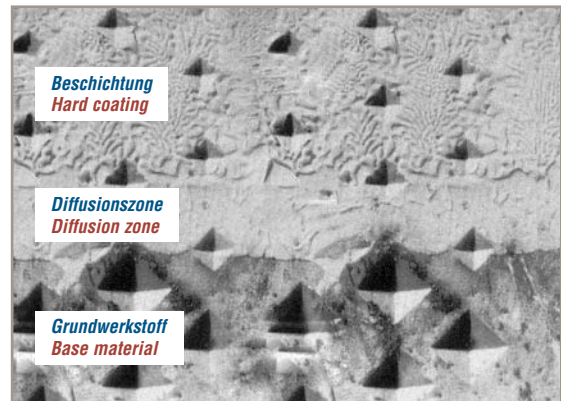 Beschichtung
Hard coating
Diffusionszone
Diffusion zone
Grundwerkstoff
Base material